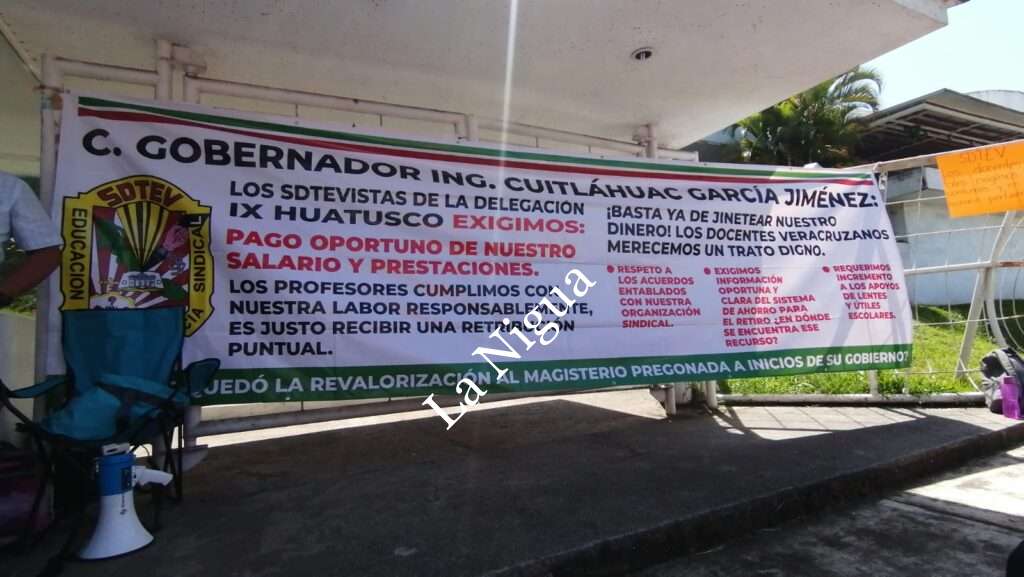 C. GOBERNADOR ING. CUITLÁHUAC GARCÍA JIMÉNEZ:
SDTEV
EDUCACIÓN
SINDICAL
LOS SDTEVISTAS DE LA DELEGACIÓN
IX HUATUSCO EXIGIMOS:
PAGO OPORTUNO DE NUESTRO
SALARIO Y PRESTACIONES.
LOS PROFESORES CUMPLIMOS CON
NUESTRA LABOR RESPONSABLEMENTE,
ES JUSTO RECIBIR UNA RETRIBUCIÓN
PUNTUAL.
¡BASTA YA DE JINETEAR NUESTRO
DINERO! LOS DOCENTES VERACRUZANOS
MERECEMOS UN TRATO DIGNO.
• RESPETO A
LOS ACUERDOS
ENTABLADOS
CON NUESTRA
ORGANIZACIÓN
SINDICAL.
• EXIGIMOS
INFORMACIÓN
OPORTUNA Y
CLARA DEL SISTEMA
DE AHORRO PARA
EL RETIRO ¿EN DÓNDE
SE ENCUENTRA ESE
RECURSO?
• REQUERIMOS
INCREMENTO
A LOS APOYOS
DE LENTES
Y ÚTILES
ESCOLARES.
QUEDÓ LA REVALORIZACIÓN AL MAGISTERIO PREGONADA A INICIOS DE SU GOBIERNO?
SDTEV
La Nigua